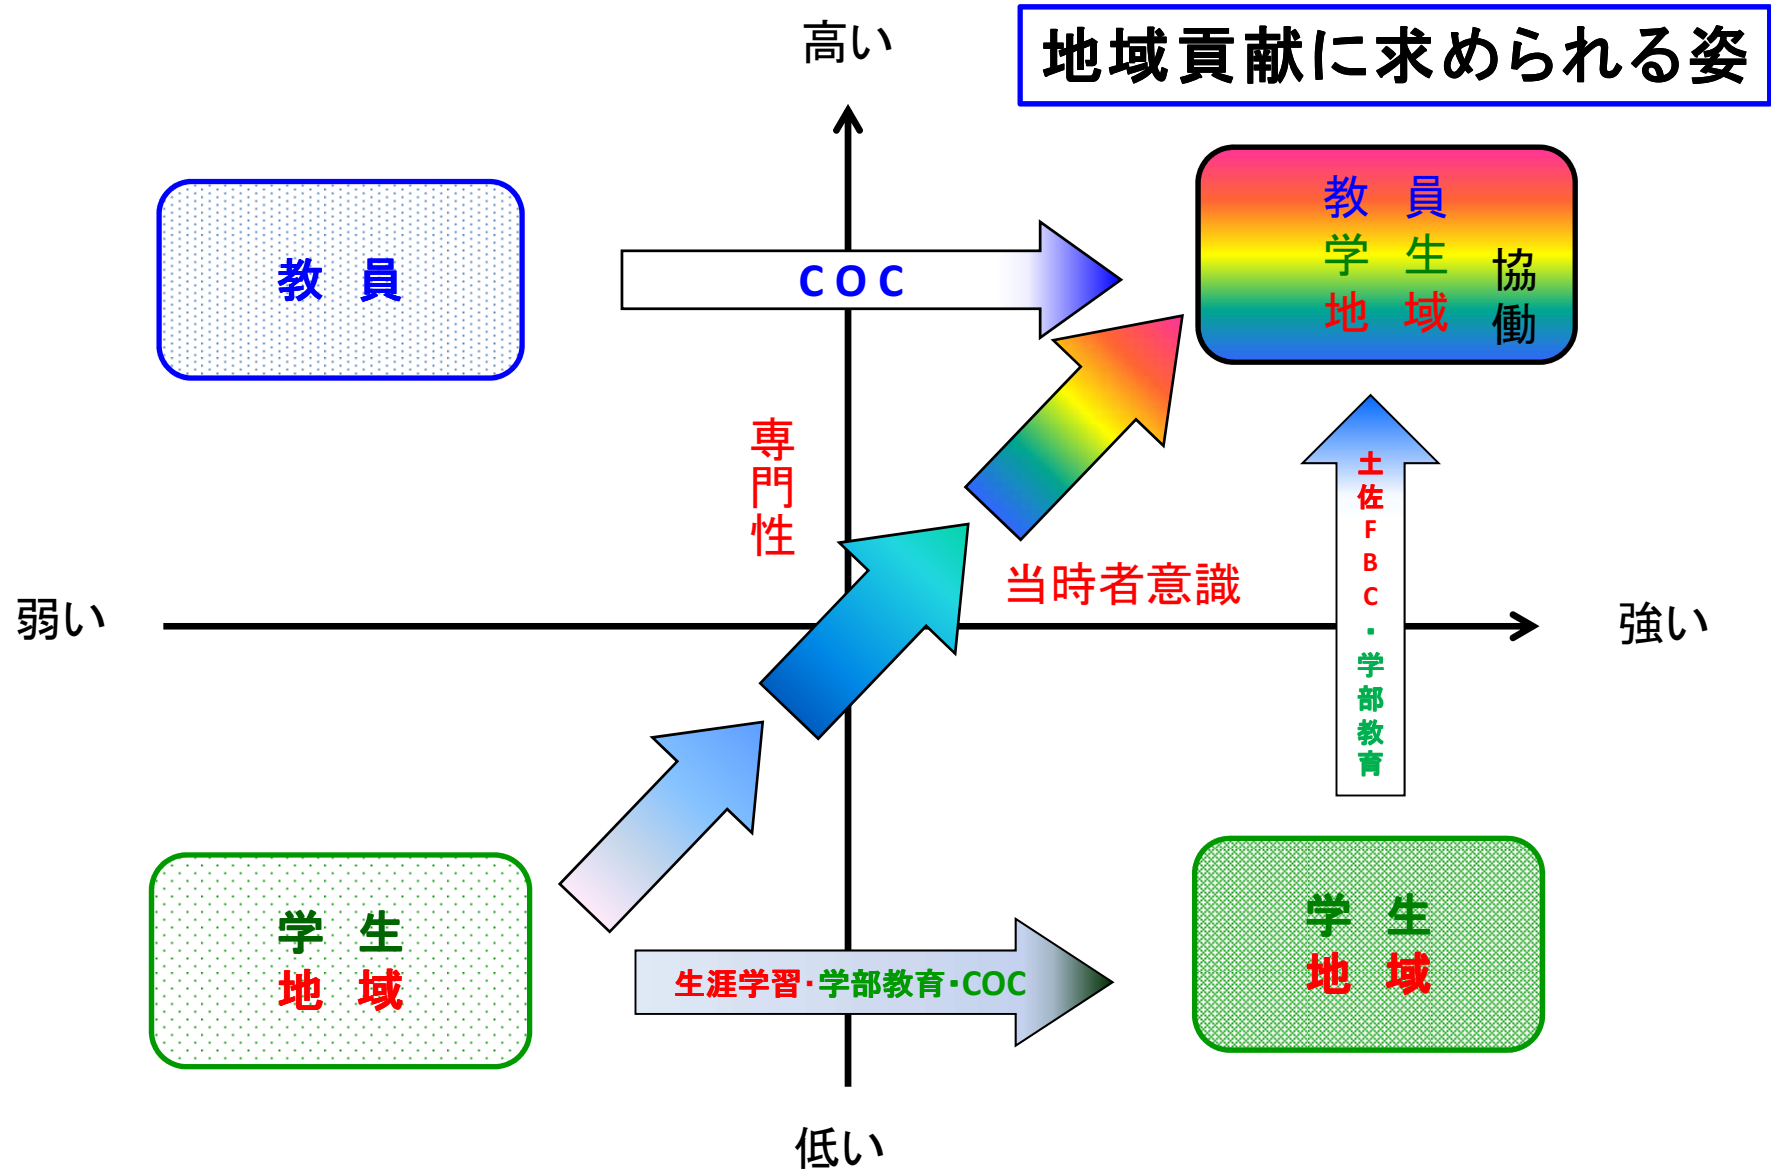 高い
地域貢献に求められる姿
教員
COC
教員
学生
地域
協働
専門性
当時者意識
弱い
強い
土佐FBC・学部教育
学生
地域
生涯学習・学部教育・COC
学生
地域
低い